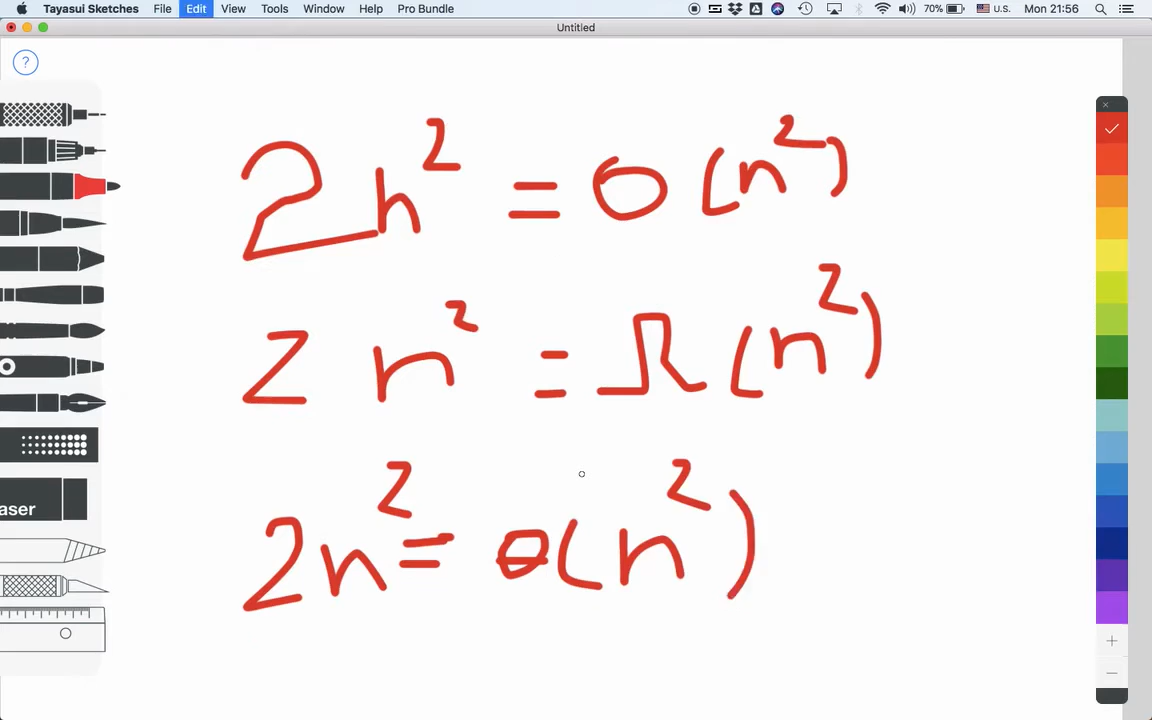 Tayasui Sketches File Edit View Tools Window Help Pro Bundle 70% U.S. Mon 21:56
Untitled
?
2n² = O(n²)
2n² = Ω(n²)
2n² = Θ(n²)
aser